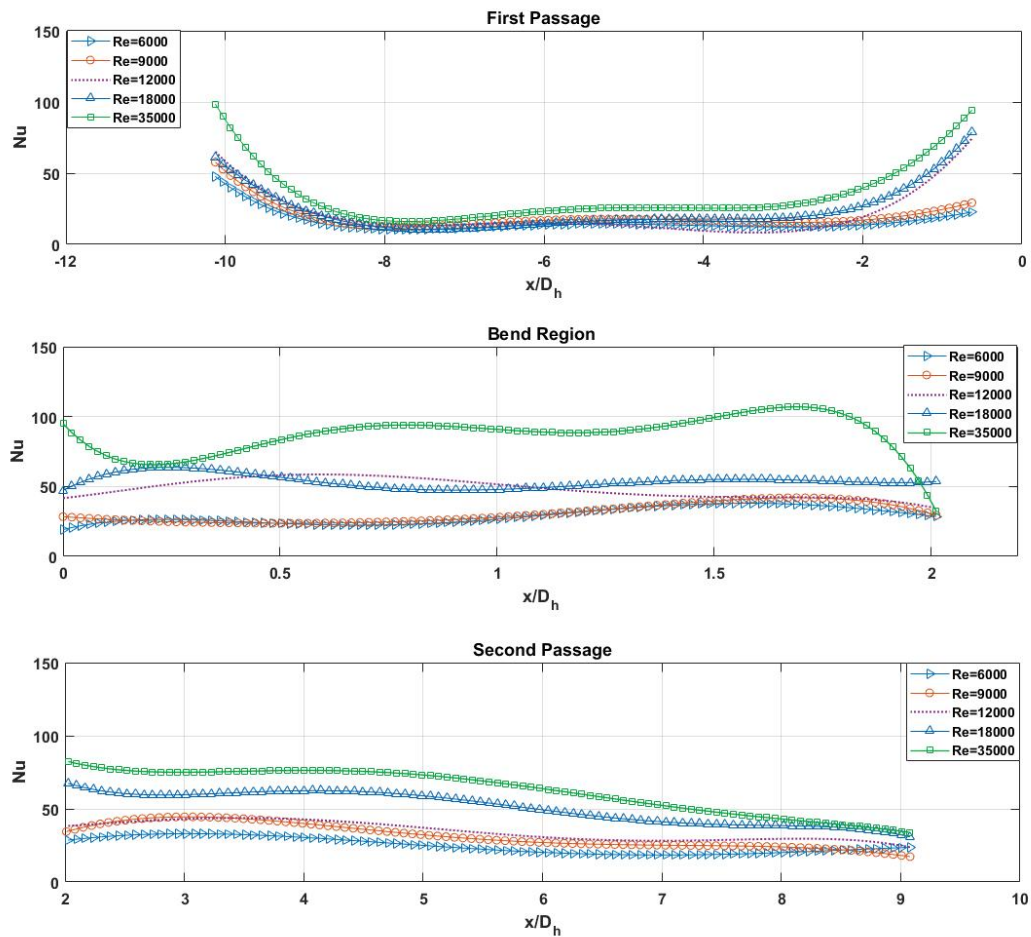 First Passage
150
100
50
0
Nu
Re=6000
Re=9000
Re=12000
Re=18000
Re=35000
-12 -10 -8 -6 -4 -2 0
x/D_h
Bend Region
150
100
50
0
Nu
Re=6000
Re=9000
Re=12000
Re=18000
Re=35000
0 0.5 1 1.5 2
x/D_h
Second Passage
150
100
50
0
Nu
Re=6000
Re=9000
Re=12000
Re=18000
Re=35000
2 3 4 5 6 7 8 9 10
x/D_h